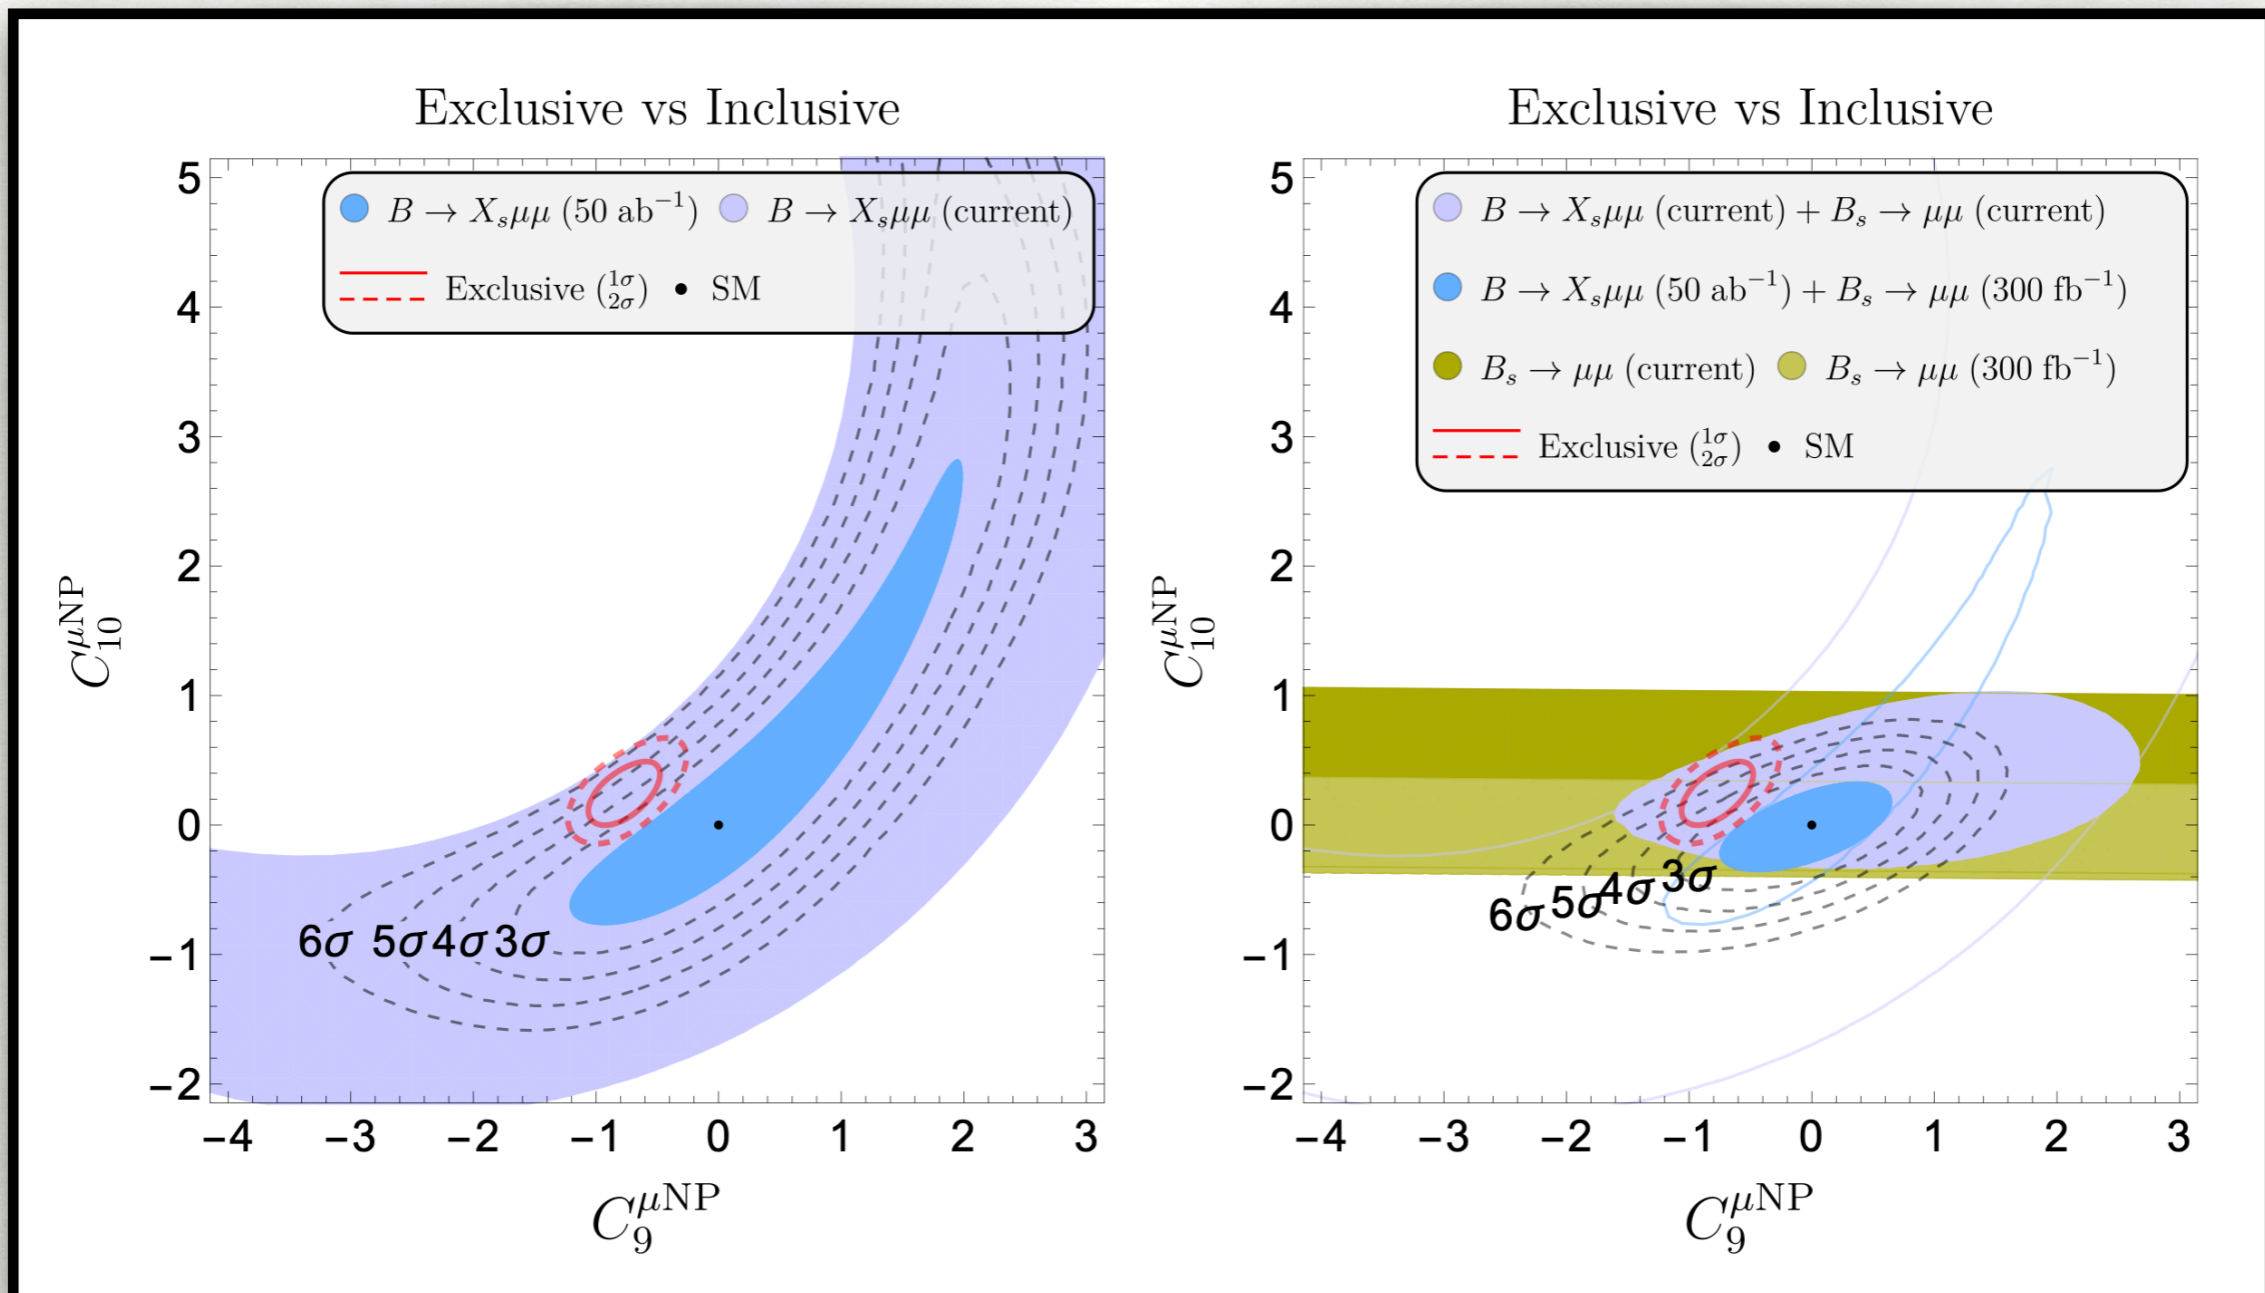 Exclusive vs Inclusive
B → X_sμμ (50 ab⁻¹) B → X_sμμ (current)
Exclusive (1σ 2σ) • SM
5
4
3
2
1
0
−1
−2
C₁₀^{μNP}
6σ 5σ 4σ 3σ
−4 −3 −2 −1 0 1 2 3
C₉^{μNP}
Exclusive vs Inclusive
B → X_sμμ (current) + B_s → μμ (current)
B → X_sμμ (50 ab⁻¹) + B_s → μμ (300 fb⁻¹)
B_s → μμ (current) B_s → μμ (300 fb⁻¹)
Exclusive (1σ 2σ) • SM
5
4
3
2
1
0
−1
−2
C₁₀^{μNP}
6σ 5σ 4σ 3σ
−4 −3 −2 −1 0 1 2 3
C₉^{μNP}